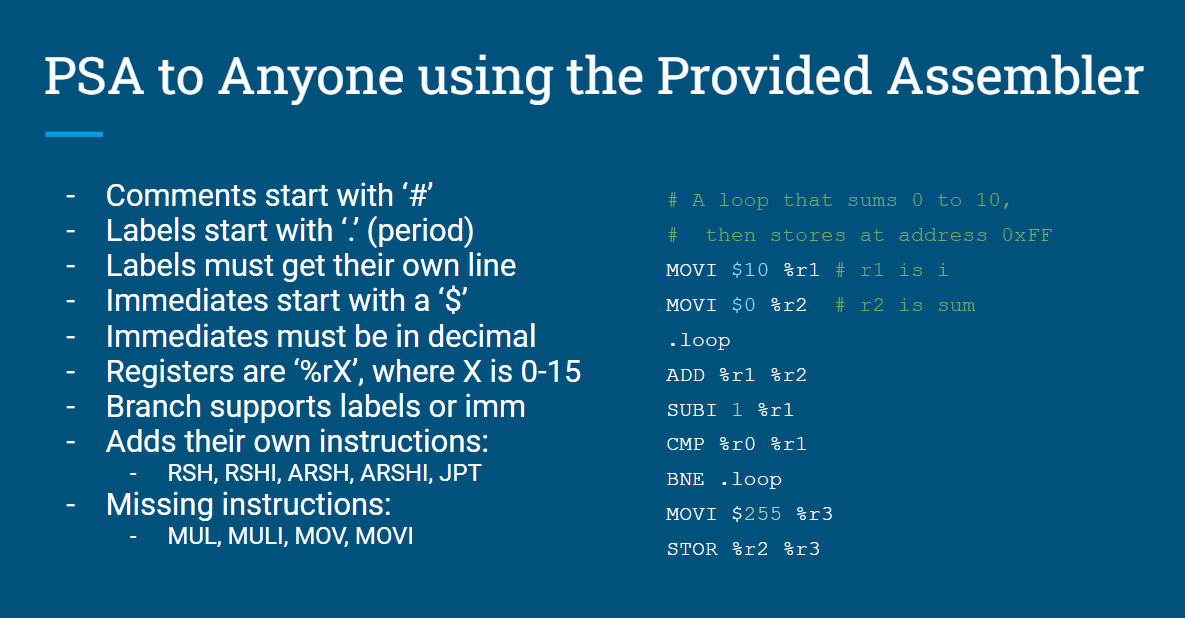 PSA to Anyone using the Provided Assembler
- Comments start with ‘#’
- Labels start with ‘.’ (period)
- Labels must get their own line
- Immediates start with a ‘$’
- Immediates must be in decimal
- Registers are ‘%rX’, where X is 0-15
- Branch supports labels or imm
- Adds their own instructions:
- RSH, RSHI, ARSH, ARSHI, JPT
- Missing instructions:
- MUL, MULI, MOV, MOVI
# A loop that sums 0 to 10,
#  then stores at address 0xFF
MOVI $10 %r1 # r1 is i
MOVI $0 %r2  # r2 is sum
.loop
ADD %r1 %r2
SUBI 1 %r1
CMP %r0 %r1
BNE .loop
MOVI $255 %r3
STOR %r2 %r3